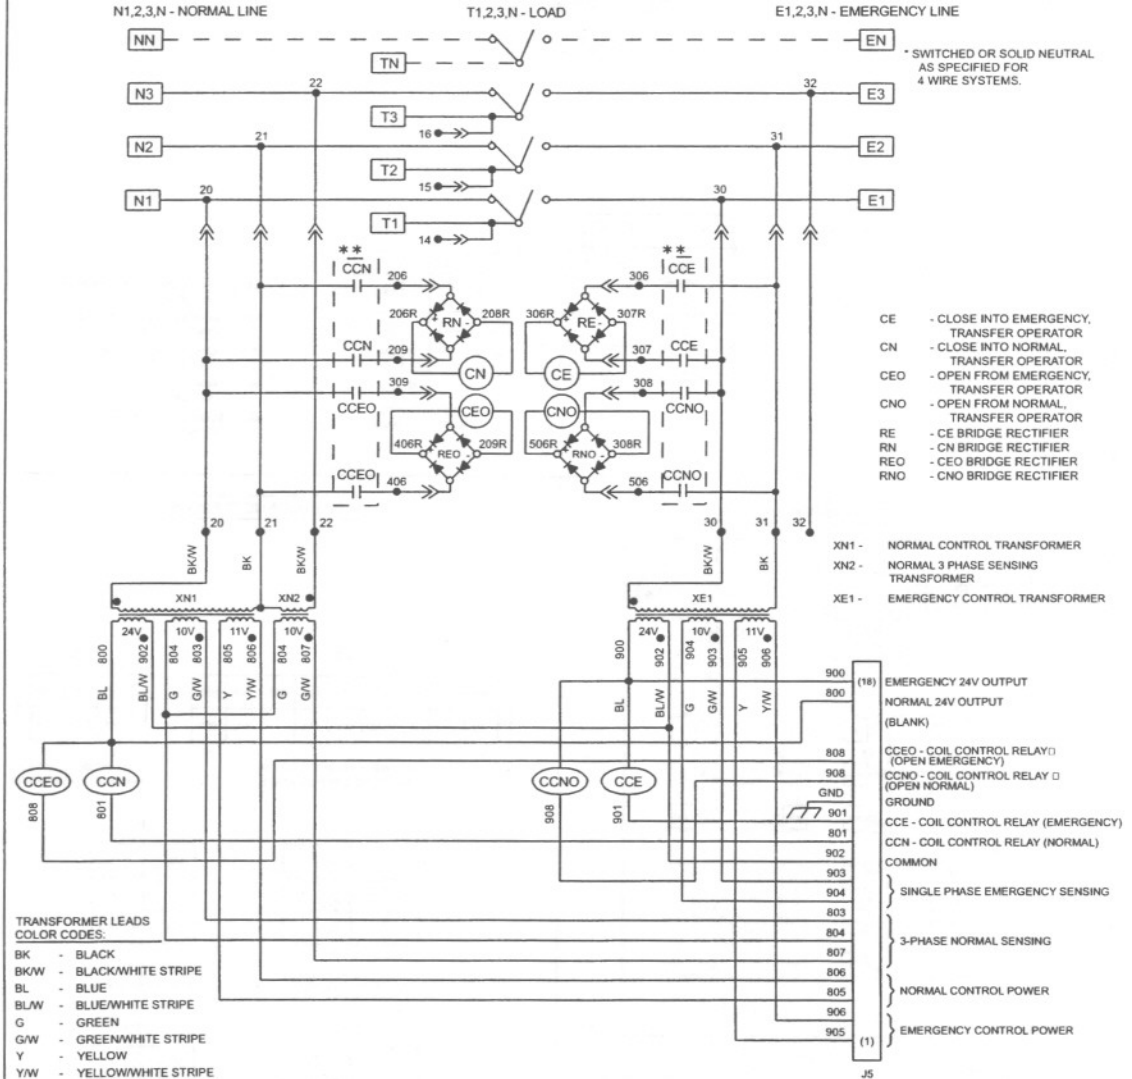 N1,2,3,N - NORMAL LINE
T1,2,3,N - LOAD
E1,2,3,N - EMERGENCY LINE
NN
EN
TN
* SWITCHED OR SOLID NEUTRAL
AS SPECIFIED FOR
4 WIRE SYSTEMS.
N3
22
32
E3
T3
16
N2
21
31
E2
T2
15
N1
20
30
E1
T1
14
* *
CCN
206
306
* *
CCE
206R
RN
-
208R
306R
+
RE
-
307R
CCN
209
307
CCE
CN
CE
309
308
CCEO
CEO
CNO
CCNO
406R
+
REO
-
209R
506R
+
RNO
-
308R
CCEO
406
506
CCNO
CE - CLOSE INTO EMERGENCY,
TRANSFER OPERATOR
CN - CLOSE INTO NORMAL,
TRANSFER OPERATOR
CEO - OPEN FROM EMERGENCY,
TRANSFER OPERATOR
CNO - OPEN FROM NORMAL,
TRANSFER OPERATOR
RE - CE BRIDGE RECTIFIER
RN - CN BRIDGE RECTIFIER
REO - CEO BRIDGE RECTIFIER
RNO - CNO BRIDGE RECTIFIER
20
21
22
30
31
32
BK/W
BK
BK/W
BK/W
BK
XN1 - NORMAL CONTROL TRANSFORMER
XN2 - NORMAL 3 PHASE SENSING
TRANSFORMER
XE1 - EMERGENCY CONTROL TRANSFORMER
XN1
XN2
XE1
24V
10V
11V
10V
24V
10V
11V
800
902
804
803
805
806
804
807
900
902
904
903
905
906
BL
BL/W
G
G/W
Y
Y/W
G
G/W
BL
BL/W
G
G/W
Y
Y/W
900
(18)
EMERGENCY 24V OUTPUT
800
NORMAL 24V OUTPUT
(BLANK)
808
CCEO - COIL CONTROL RELAY□
(OPEN EMERGENCY)
908
CCNO - COIL CONTROL RELAY □
(OPEN NORMAL)
GND
GROUND
901
CCE - COIL CONTROL RELAY (EMERGENCY)
801
CCN - COIL CONTROL RELAY (NORMAL)
902
COMMON
903
904
SINGLE PHASE EMERGENCY SENSING
803
804
807
3-PHASE NORMAL SENSING
806
805
NORMAL CONTROL POWER
906
905
(1)
EMERGENCY CONTROL POWER
J5
CCEO
CCN
CCNO
CCE
808
801
908
901
TRANSFORMER LEADS
COLOR CODES:
BK - BLACK
BK/W - BLACK/WHITE STRIPE
BL - BLUE
BL/W - BLUE/WHITE STRIPE
G - GREEN
G/W - GREEN/WHITE STRIPE
Y - YELLOW
Y/W - YELLOW/WHITE STRIPE